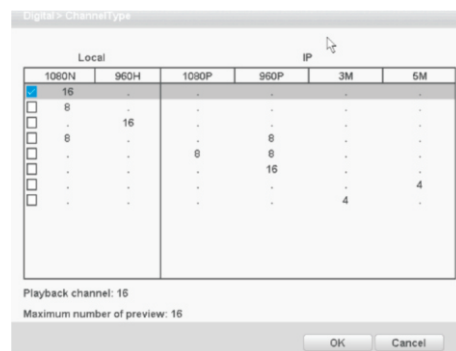 Digital> ChannelType
Local IP
1080N 960H 1080P 960P 3M 5M
16 . . . . .
8 . . . . .
. 16 . . . .
8 . . 8 . .
. . 8 8 . .
. . . 16 . .
. . . . . 4
. . . . 4 .
Playback channel: 16
Maximum number of preview: 16
OK Cancel